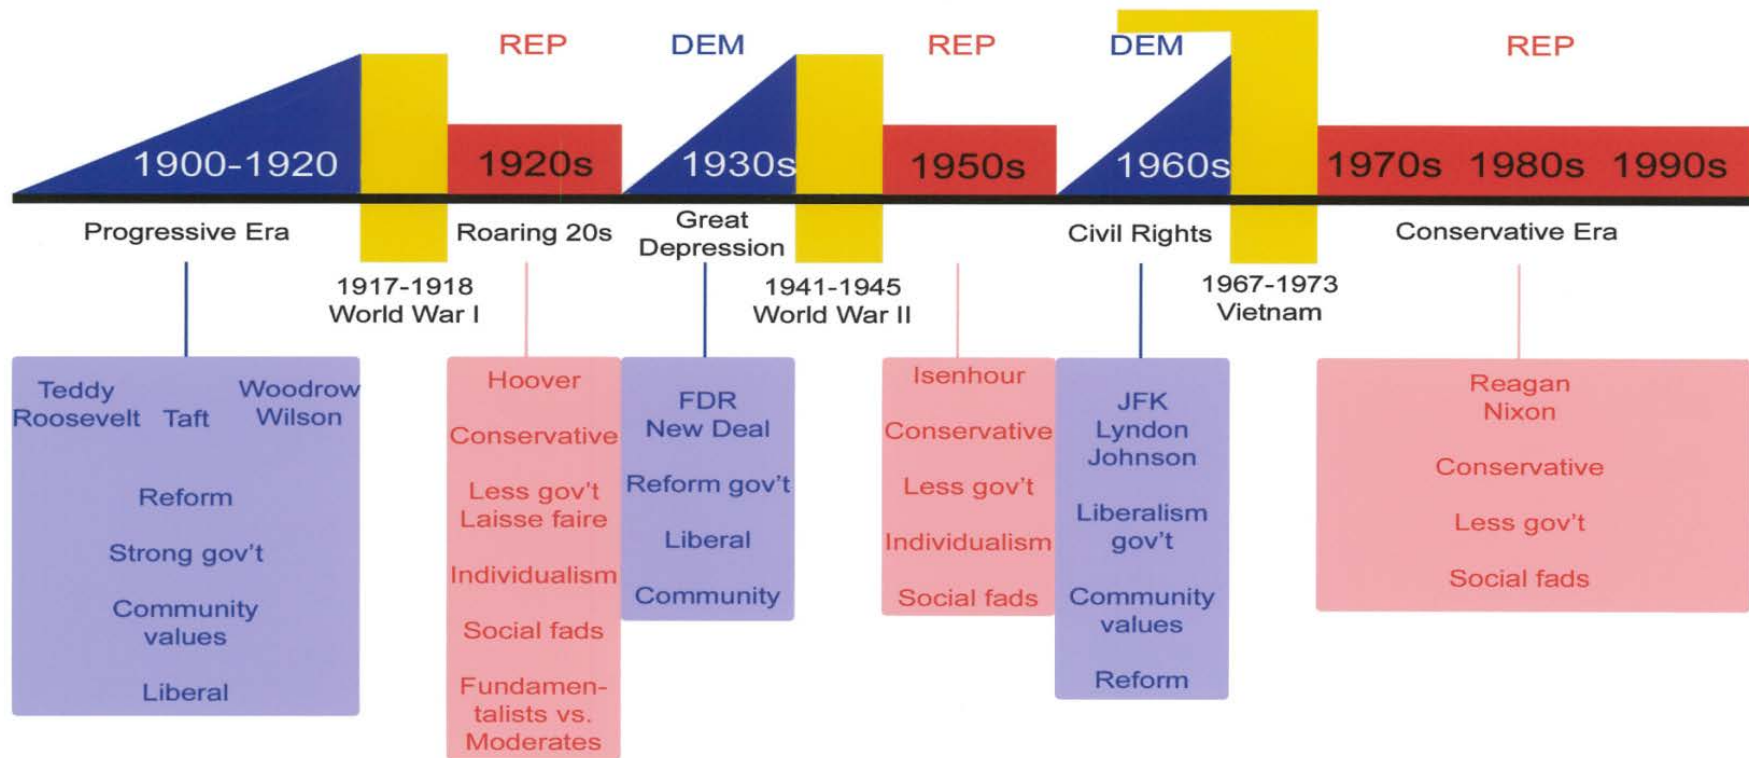 REP
DEM
REP
DEM
REP
1900-1920
1920s
1930s
1950s
1960s
1970s
1980s
1990s
Progressive Era
Roaring 20s
Great
Depression
Civil Rights
Conservative Era
1917-1918
World War I
1941-1945
World War II
1967-1973
Vietnam
Teddy
Roosevelt
Taft
Woodrow
Wilson
Reform
Strong gov't
Community
values
Liberal
Hoover
Conservative
Less gov't
Laisse faire
Individualism
Social fads
Fundamen-
talists vs.
Moderates
FDR
New Deal
Reform gov't
Liberal
Community
Isenhour
Conservative
Less gov't
Individualism
Social fads
JFK
Lyndon
Johnson
Liberalism
gov't
Community
values
Reform
Reagan
Nixon
Conservative
Less gov't
Social fads